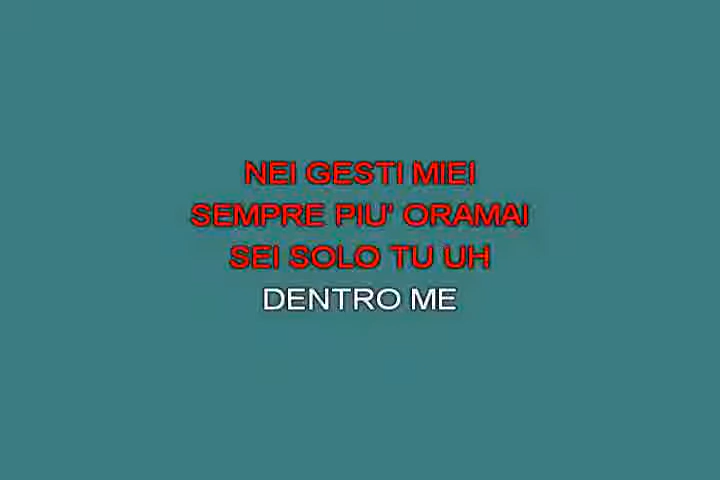 NEI GESTI MIEI
SEMPRE PIU' ORAMAI
SEI SOLO TU UH
DENTRO ME